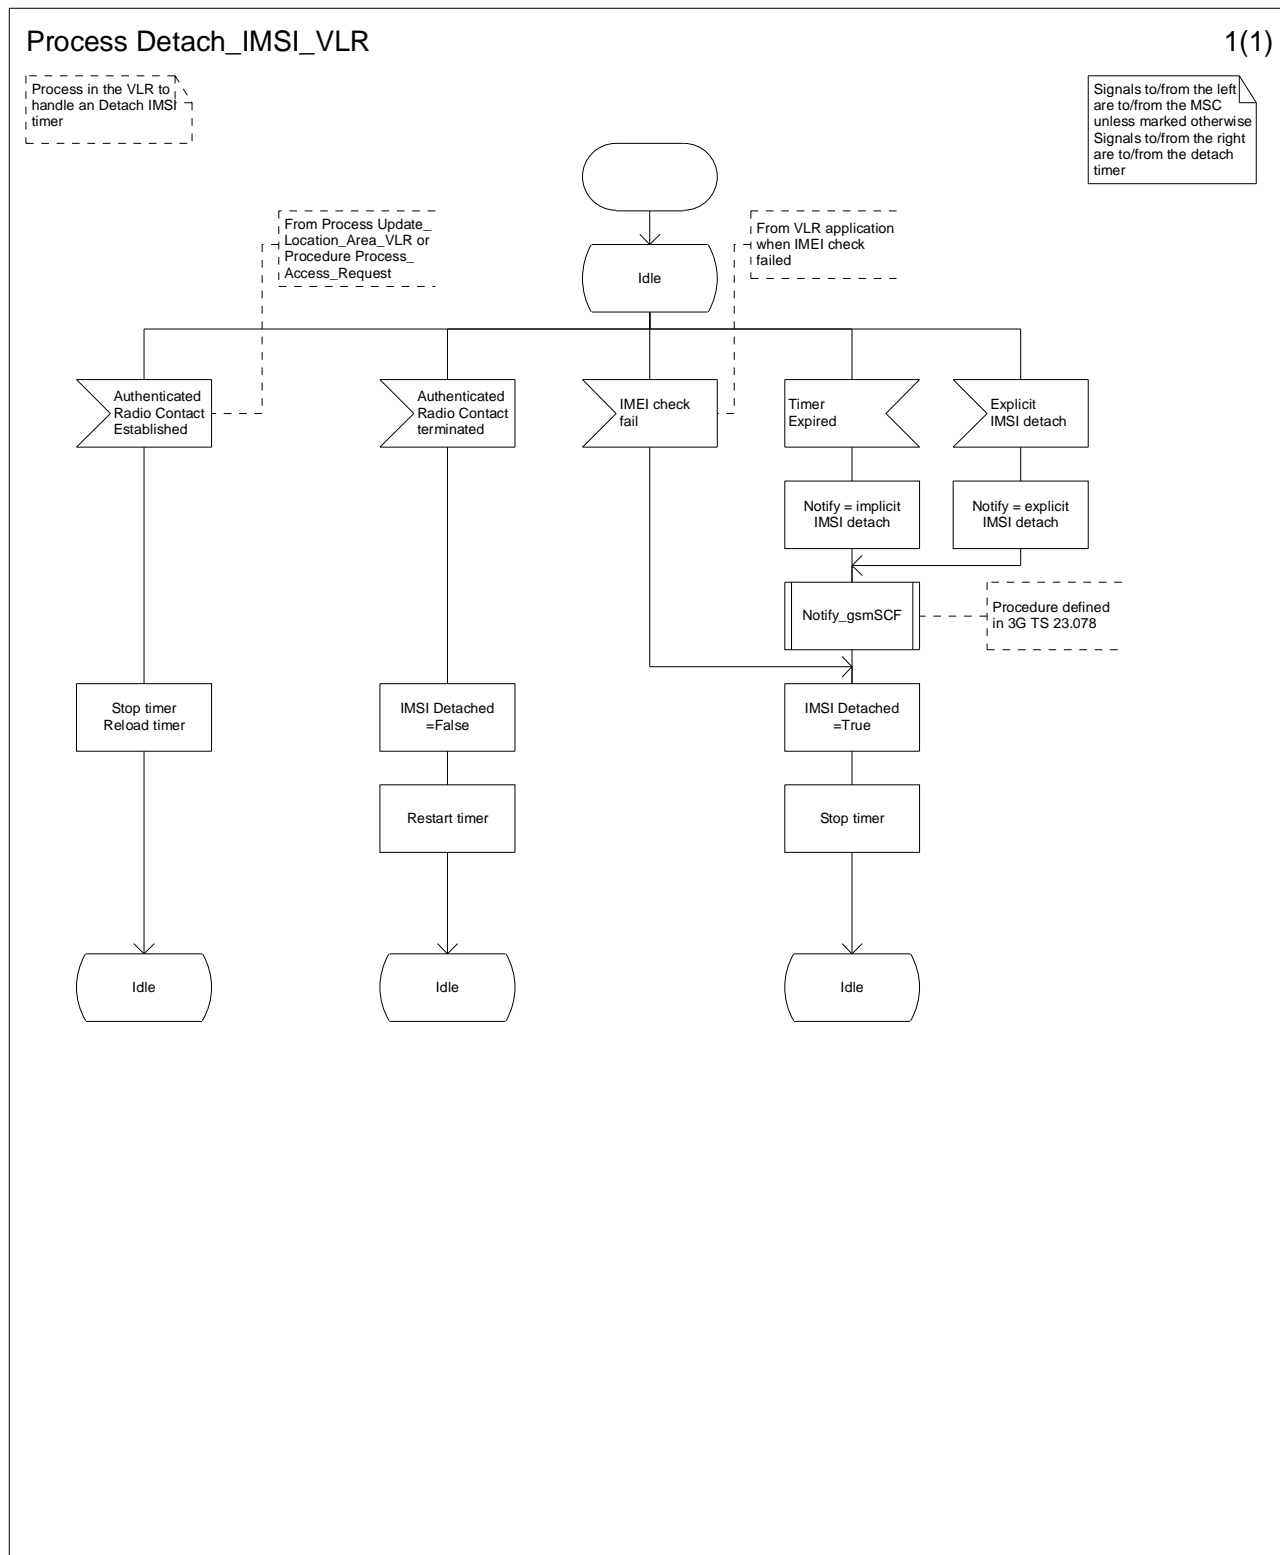 Process Detach_IMSI_VLR
1(1)
Process in the VLR to
handle an Detach IMSI
timer
Signals to/from the left
are to/from the MSC
unless marked otherwise
Signals to/from the right
are to/from the detach
timer
From Process Update_
Location_Area_VLR or
Procedure Process_
Access_Request
From VLR application
when IMEI check
failed
Idle
Authenticated
Radio Contact
Established
Authenticated
Radio Contact
terminated
IMEI check
fail
Timer
Expired
Explicit
IMSI detach
Notify = implicit
IMSI detach
Notify = explicit
IMSI detach
Notify_gsmSCF
Procedure defined
in 3G TS 23.078
Stop timer
Reload timer
IMSI Detached
=False
IMSI Detached
=True
Restart timer
Stop timer
Idle
Idle
Idle